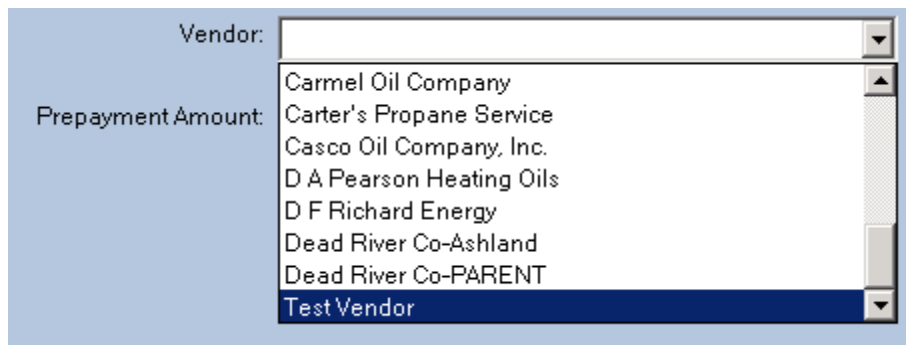 Vendor:
Carmel Oil Company
Prepayment Amount:
Carter's Propane Service
Casco Oil Company, Inc.
D A Pearson Heating Oils
D F Richard Energy
Dead River Co-Ashland
Dead River Co-PARENT
Test Vendor